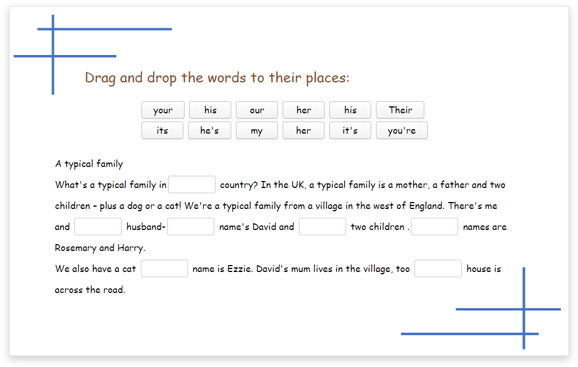 Drag and drop the words to their places:
your his our her his Their
its he's my her it's you're
A typical family
What's a typical family in country? In the UK, a typical family is a mother, a father and two
children – plus a dog or a cat! We're a typical family from a village in the west of England. There's me
and husband- name's David and two children . names are
Rosemary and Harry.
We also have a cat name is Ezzie. David's mum lives in the village, too house is
across the road.